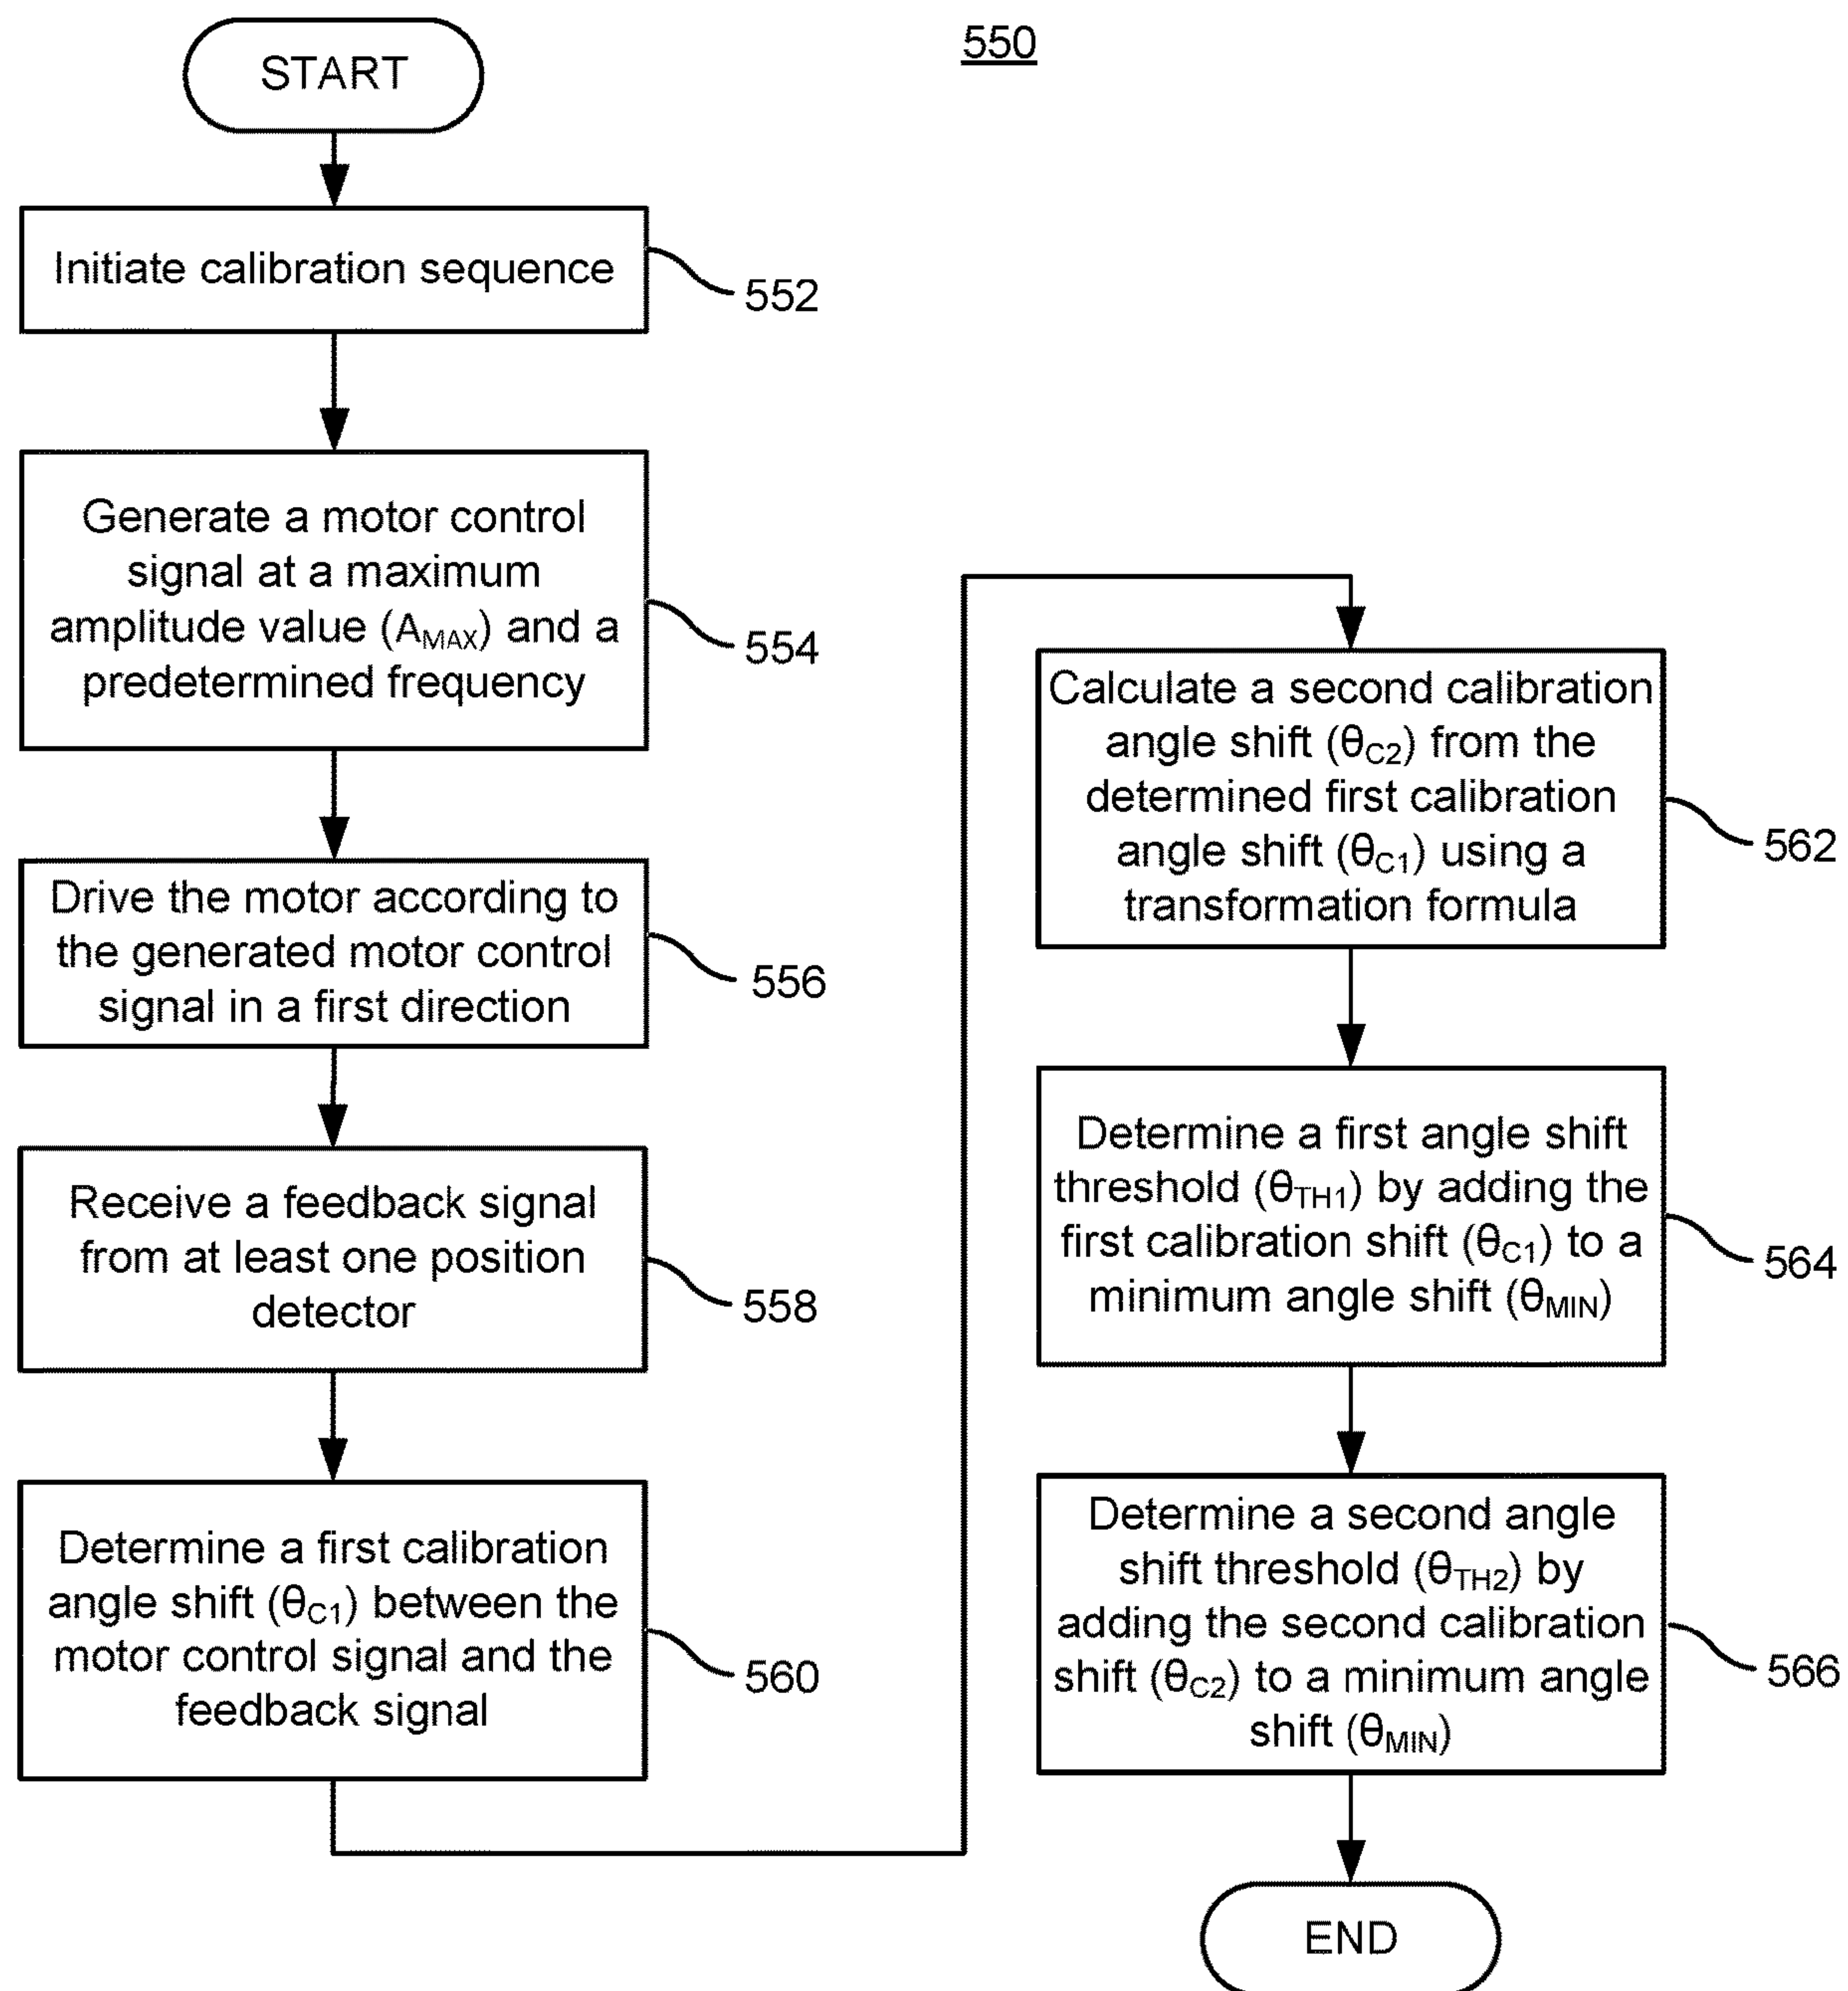 550
START
Initiate calibration sequence
552
Generate a motor control
signal at a maximum
amplitude value (AMAX) and a
predetermined frequency
554
Drive the motor according to
the generated motor control
signal in a first direction
556
Receive a feedback signal
from at least one position
detector
558
Determine a first calibration
angle shift (θC1) between the
motor control signal and the
feedback signal
560
Calculate a second calibration
angle shift (θC2) from the
determined first calibration
angle shift (θC1) using a
transformation formula
562
Determine a first angle shift
threshold (θTH1) by adding the
first calibration shift (θC1) to a
minimum angle shift (θMIN)
564
Determine a second angle
shift threshold (θTH2) by
adding the second calibration
shift (θC2) to a minimum angle
shift (θMIN)
566
END